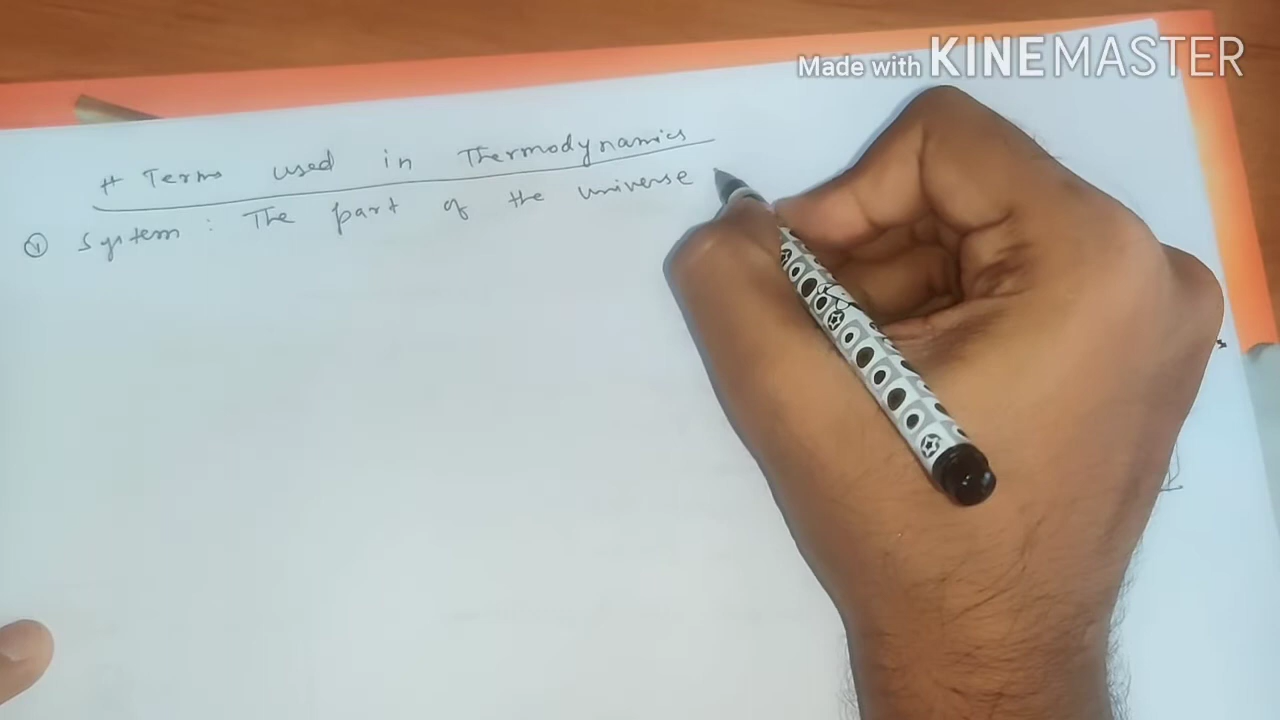 Made with KINEMASTER
# Terms used in Thermodynamics
① System : The part of the universe